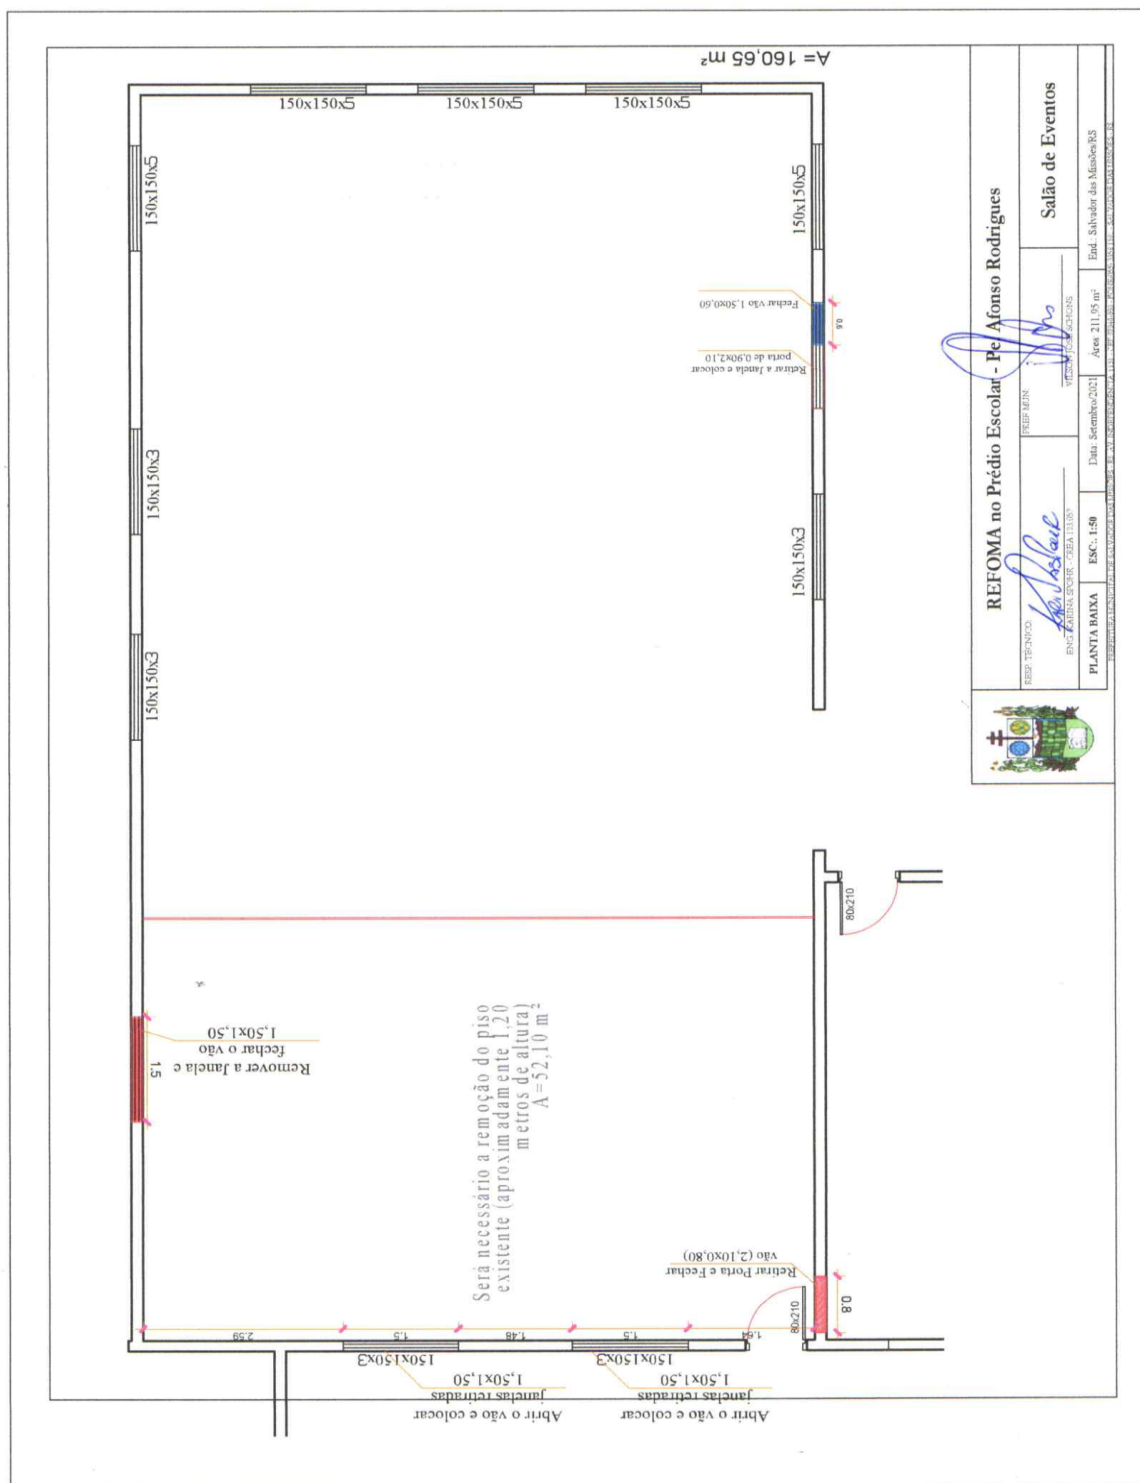 A= 160,65 m²
150x150x5
150x150x5
150x150x5
150x150x5
150x150x5
150x150x3
150x150x3
150x150x3
Fechar vão 1,50x0,60
0.6
Retirar a Janela e colocar
porta de 0,90x2,10
80x210
Remover a Janela e
fechar o vão
1,50x1,50
1.5
Será necessário a remoção do piso
existente (aproximadamente 1,20
metros de altura)
A=52,10 m²
Retirar Porta e Fechar
vão (2,10x0,80)
0.8
80x210
2.59
1.5
1.48
1.5
1.64
150x150x3
150x150x3
Abrir o vão e colocar
janelas retiradas
1,50x1,50
Abrir o vão e colocar
janelas retiradas
1,50x1,50
REFOMA no Prédio Escolar - Pe. Afonso Rodrigues
RESP. TÉCNICO:
PREF MUN:
Salão de Eventos
PLANTA BAIXA
ESC:. 1:50
Data: Setembro/2021
Área: 211,95 m²
End.: Salvador das Missões/RS